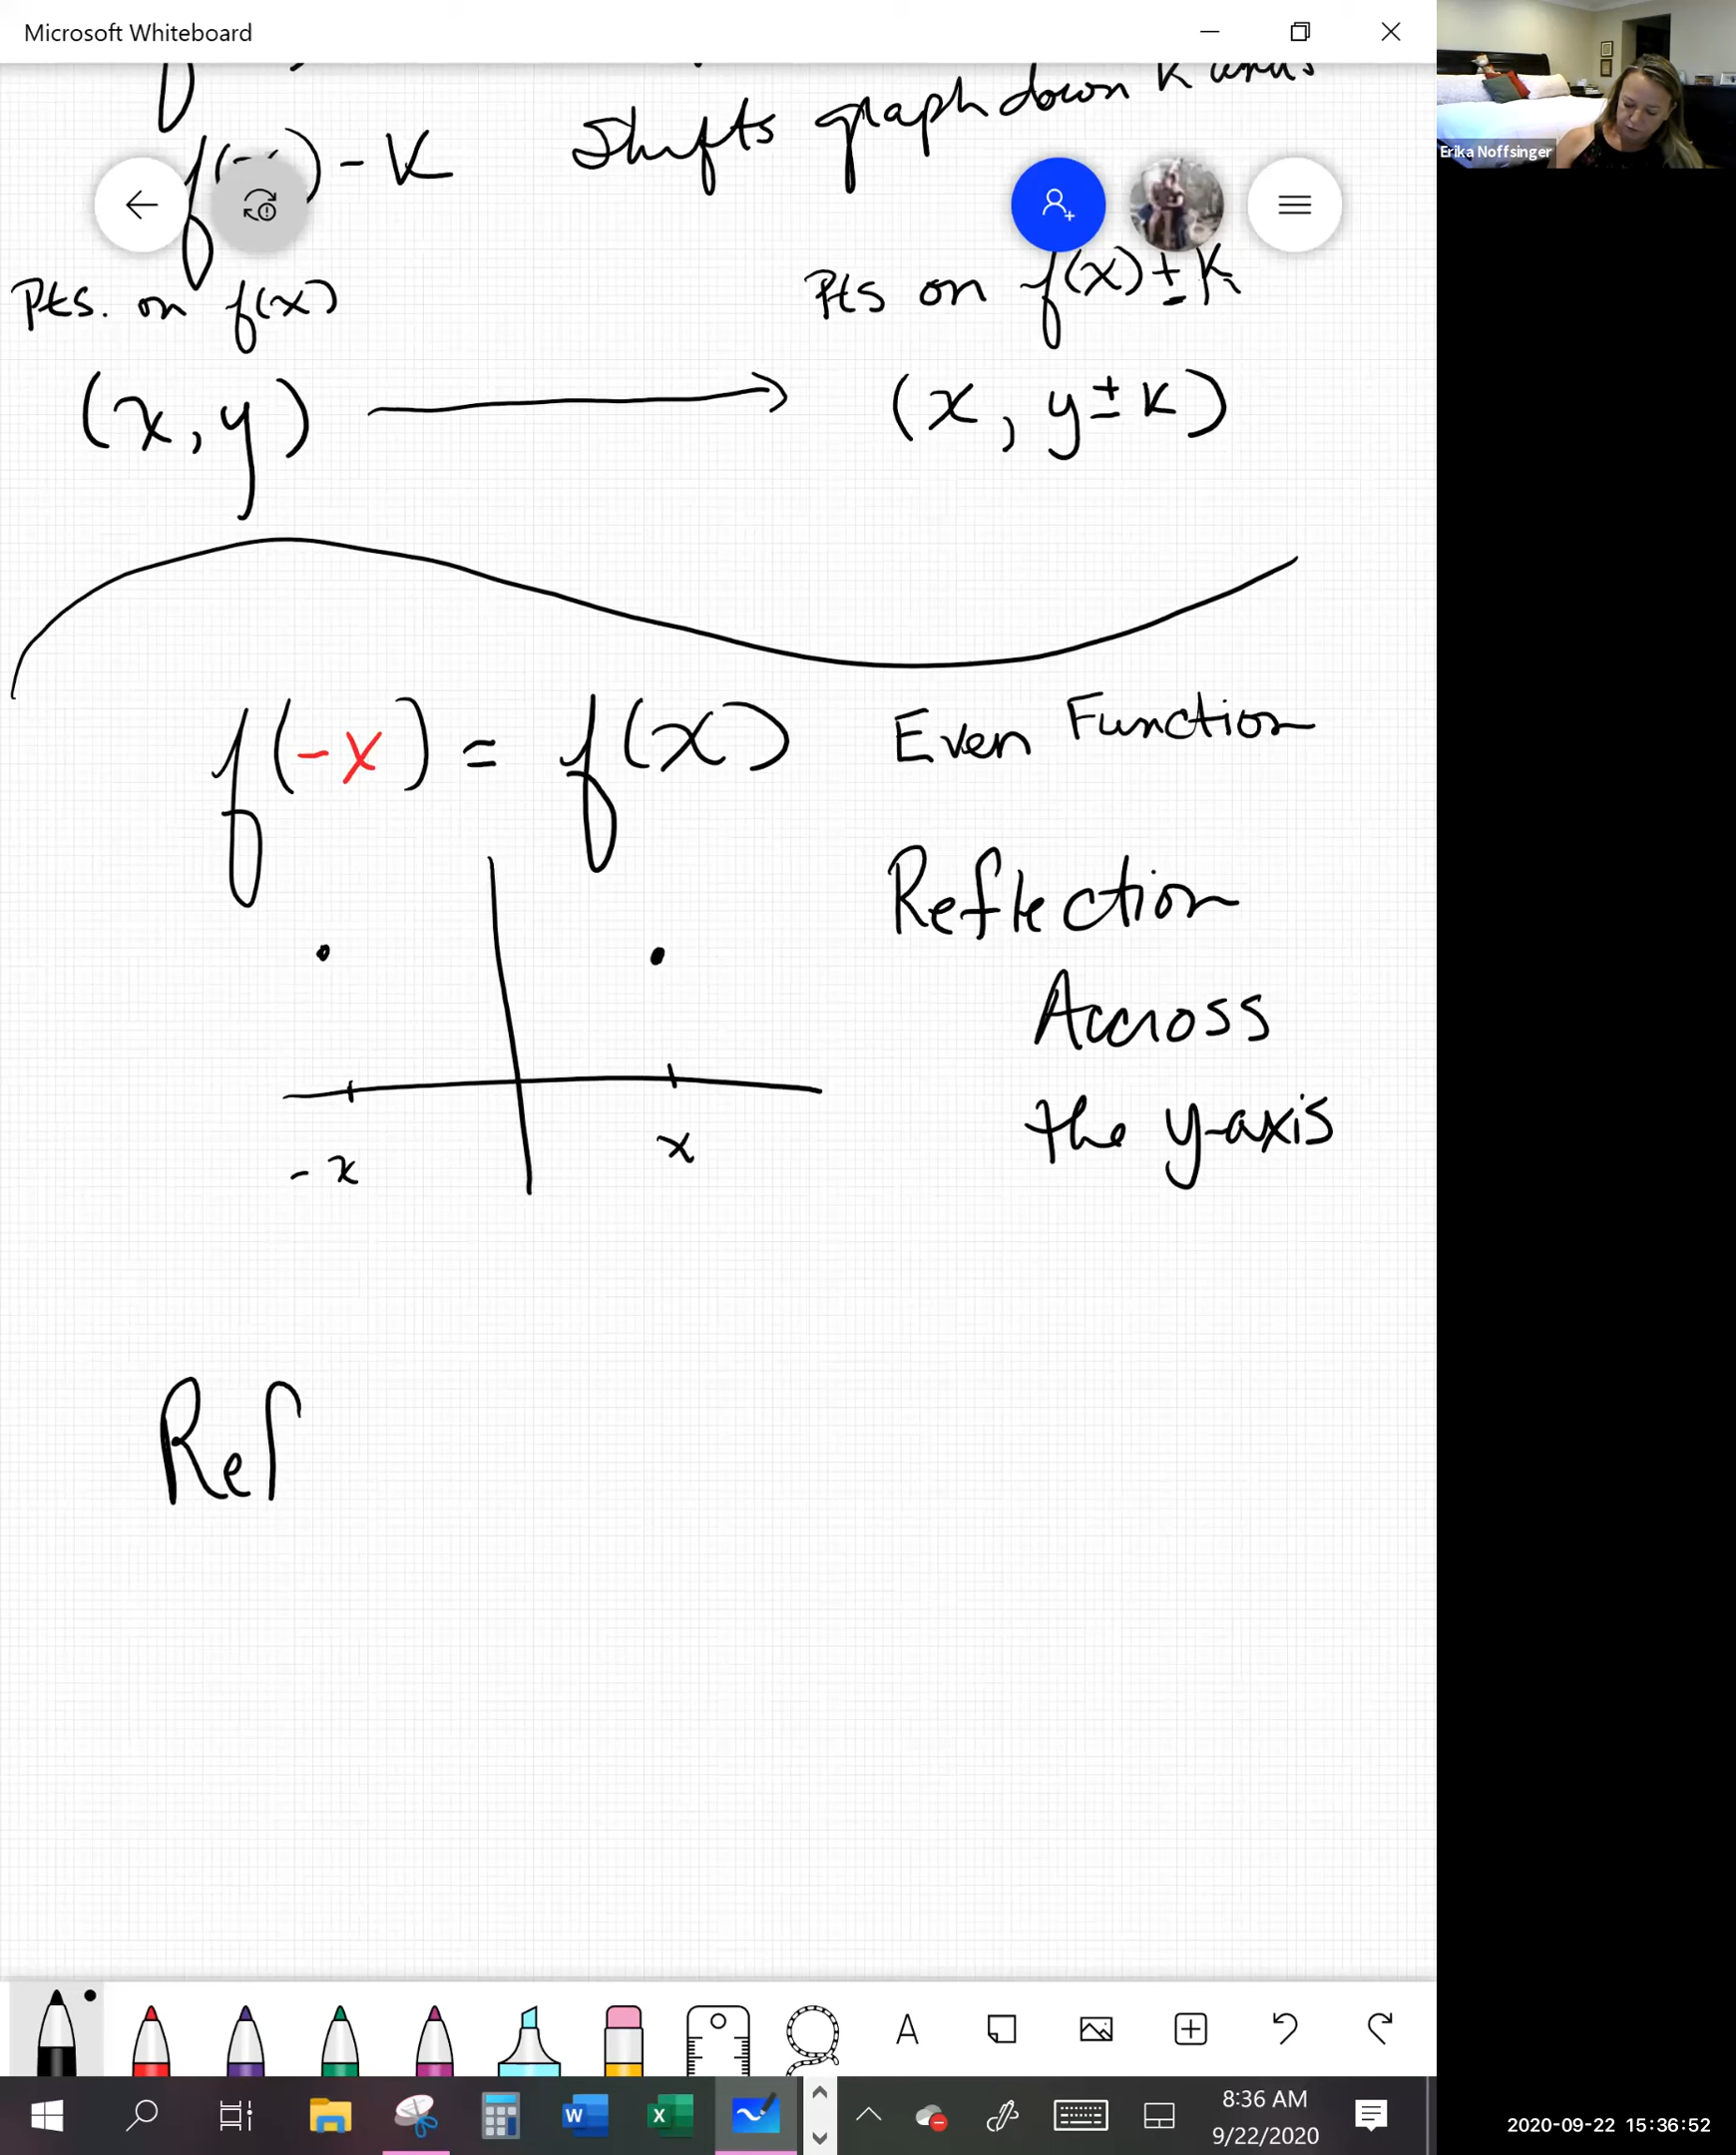 Microsoft Whiteboard
Shifts graph down K units
f(x) - K
Erika Noffsinger
Pts. on f(x)
Pts on f(x) ± K
(x, y)
(x, y ± K)
f(-x) = f(x)
Even Function
Reflection
Across
the y-axis
-x
x
Ref
A
W
X
8:36 AM
9/22/2020
2020-09-22 15:36:52